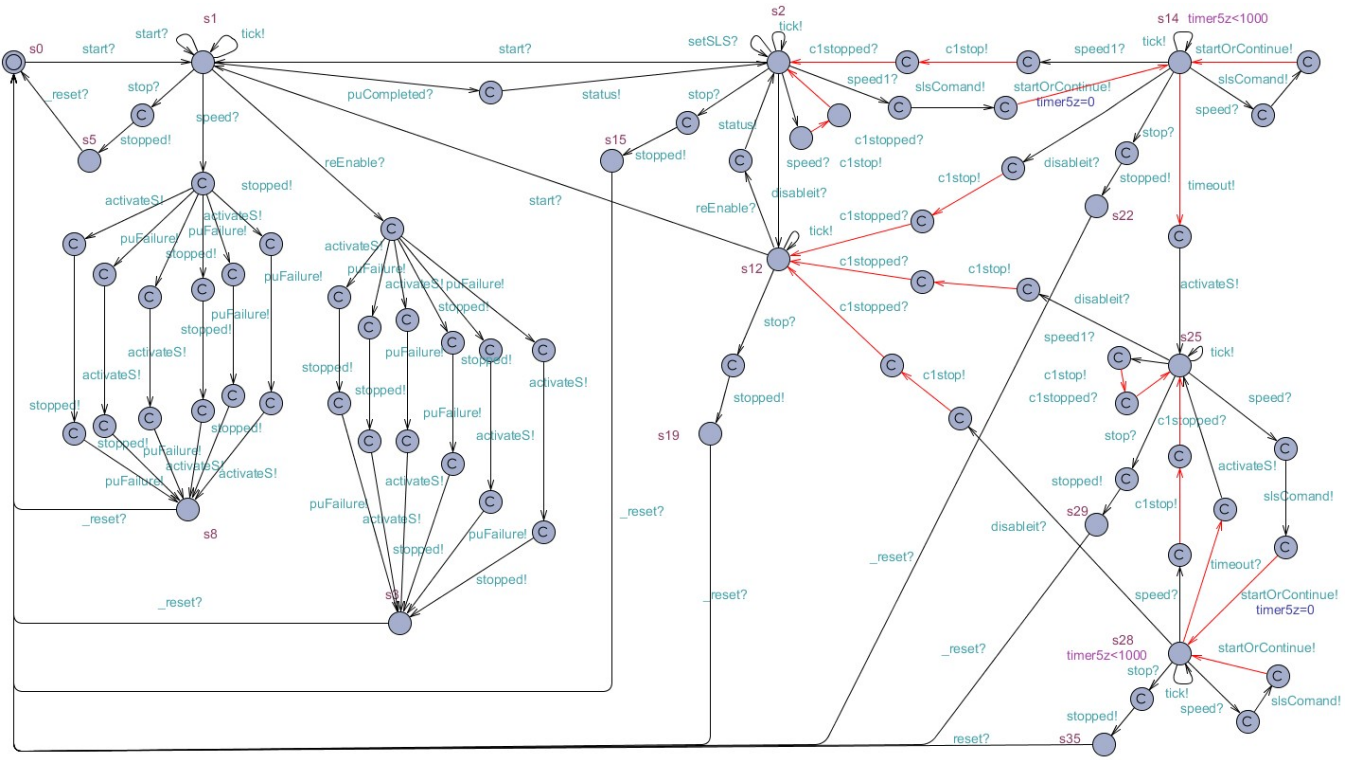 s0
start?
s1
start?
tick!
start?
s2
setSLS?
tick!
c1stopped?
c1stop!
speed1?
s14
timer5z<1000
tick!
startOrContinue!
_reset?
stop?
stopped!
s5
speed?
puCompleted?
C
status!
speed1?
slsComand!
startOrContinue!
timer5z=0
slsComand!
speed?
stop?
s15
stopped!
status!
speed?
c1stopped?
c1stop!
disableit?
reEnable?
reEnable?
start?
stop?
stopped!
s22
disableit?
c1stop!
c1stopped?
timeout!
s12
tick!
c1stopped?
c1stop!
disableit?
activateS!
stopped!
activateS!
activateS!
puFailure!
puFailure!
stopped!
puFailure!
puFailure!
stopped!
activateS!
activateS!
stopped!
stopped!
stopped!
puFailure!
puFailure!
activateS!
activateS!
_reset?
s8
activateS!
puFailure!
activateS!
puFailure!
stopped!
puFailure!
stopped!
stopped!
activateS!
puFailure!
activateS!
activateS!
puFailure!
activateS!
stopped!
puFailure!
stopped!
s3
_reset?
c1stopped?
c1stop!
stop?
stopped!
s19
_reset?
_reset?
_reset?
s25
tick!
speed1?
c1stop!
c1stopped?
c1stopped?
speed?
stop?
stopped!
s29
activateS!
slsComand!
c1stop!
disableit?
timeout?
speed?
startOrContinue!
timer5z=0
_reset?
s28
timer5z<1000
startOrContinue!
stop?
tick!
speed?
slsComand!
stopped!
s35
reset?